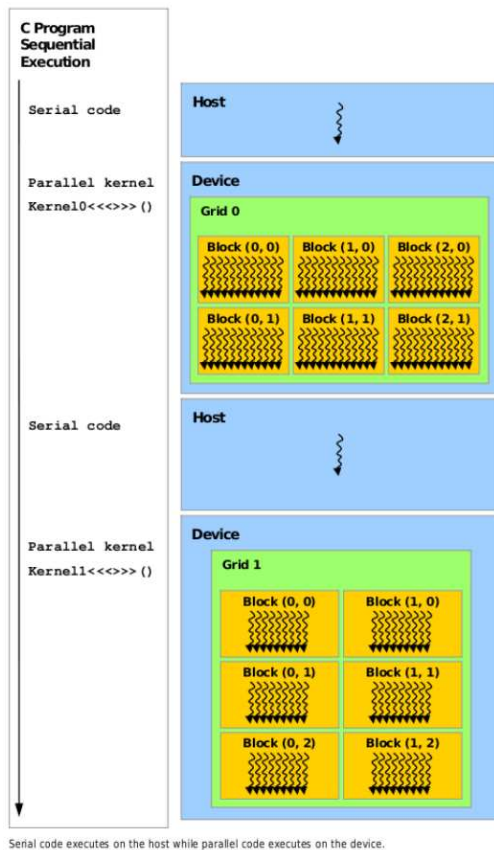 C Program
Sequential
Execution
Serial code
Host
Parallel kernel
Kernel0<<<>>>()
Device
Grid 0
Block (0, 0)
Block (1, 0)
Block (2, 0)
Block (0, 1)
Block (1, 1)
Block (2, 1)
Serial code
Host
Parallel kernel
Kernel1<<<>>>()
Device
Grid 1
Block (0, 0)
Block (1, 0)
Block (0, 1)
Block (1, 1)
Block (0, 2)
Block (1, 2)
Serial code executes on the host while parallel code executes on the device.